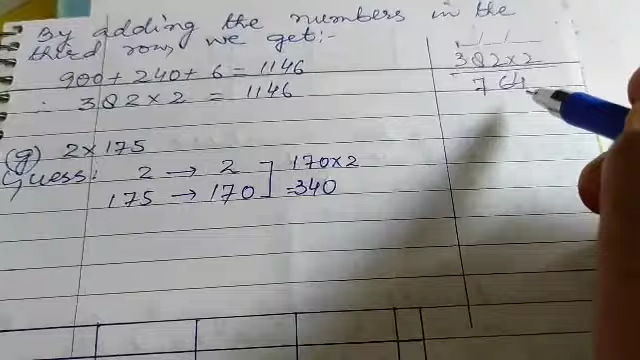 By adding the numbers in the
third row, we get:-
900 + 240 + 6 = 1146
∴ 382 × 2 = 1146
382 × 2
764
(g) 2 × 175
Guess: 2 → 2
175 → 170
170 × 2
= 340